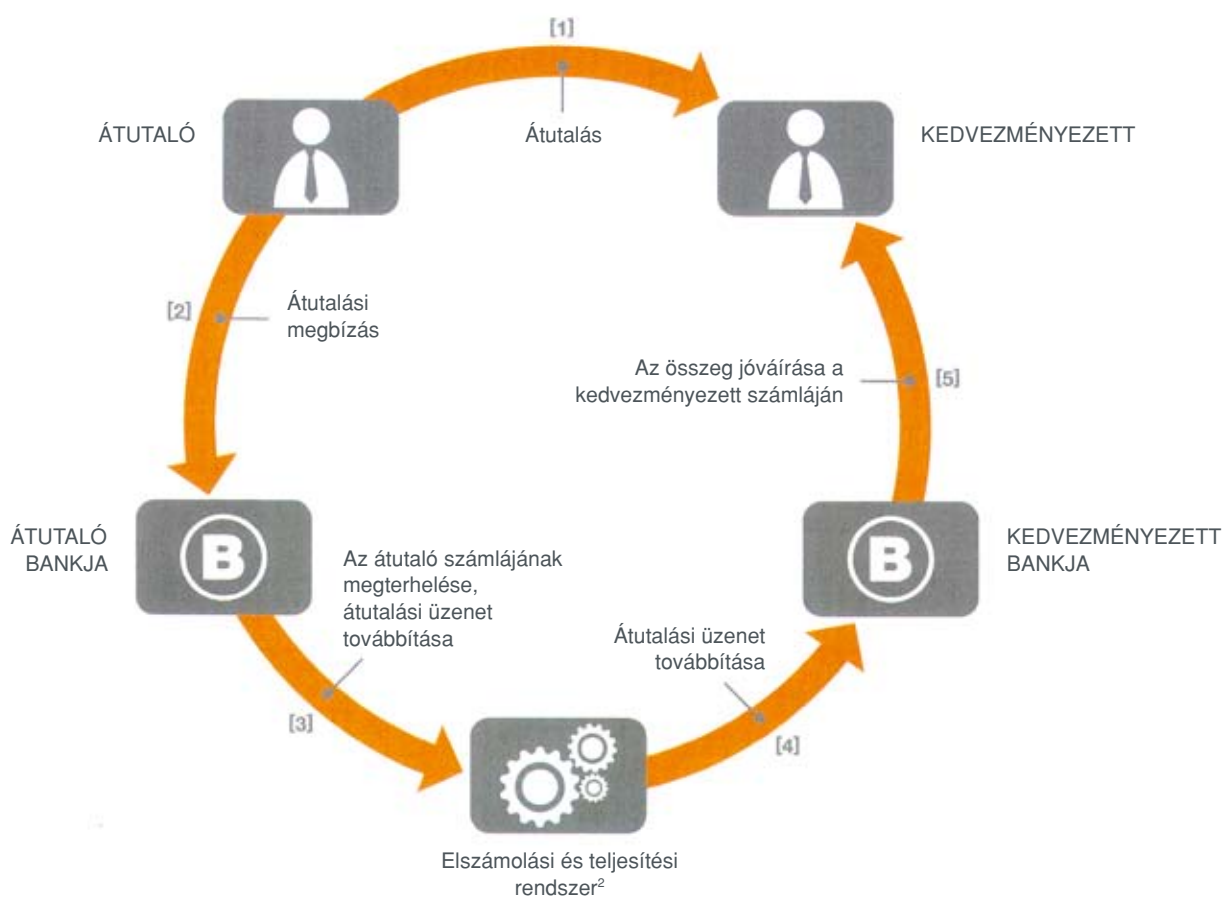 [1]
ÁTUTALÓ
Átutalás
KEDVEZMÉNYEZETT
[2]
Átutalási
megbízás
Az összeg jóváírása a
kedvezményezett számláján
[5]
ÁTUTALÓ
BANKJA
B
Az átutaló számlájának
megterhelése,
átutalási üzenet
továbbítása
[3]
Átutalási üzenet
továbbítása
[4]
B
KEDVEZMÉNYEZETT
BANKJA
Elszámolási és teljesítési
rendszer²